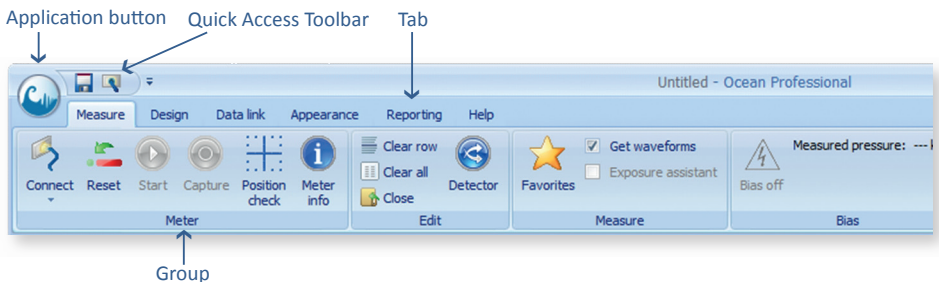 Application button Quick Access Toolbar Tab
Untitled - Ocean Professional
Measure Design Data link Appearance Reporting Help
Connect Reset Start Capture Position check Meter info
Meter
Clear row
Clear all
Close
Detector
Edit
Favorites
Get waveforms
Exposure assistant
Measure
Bias off
Measured pressure: --- k
Bias
Group